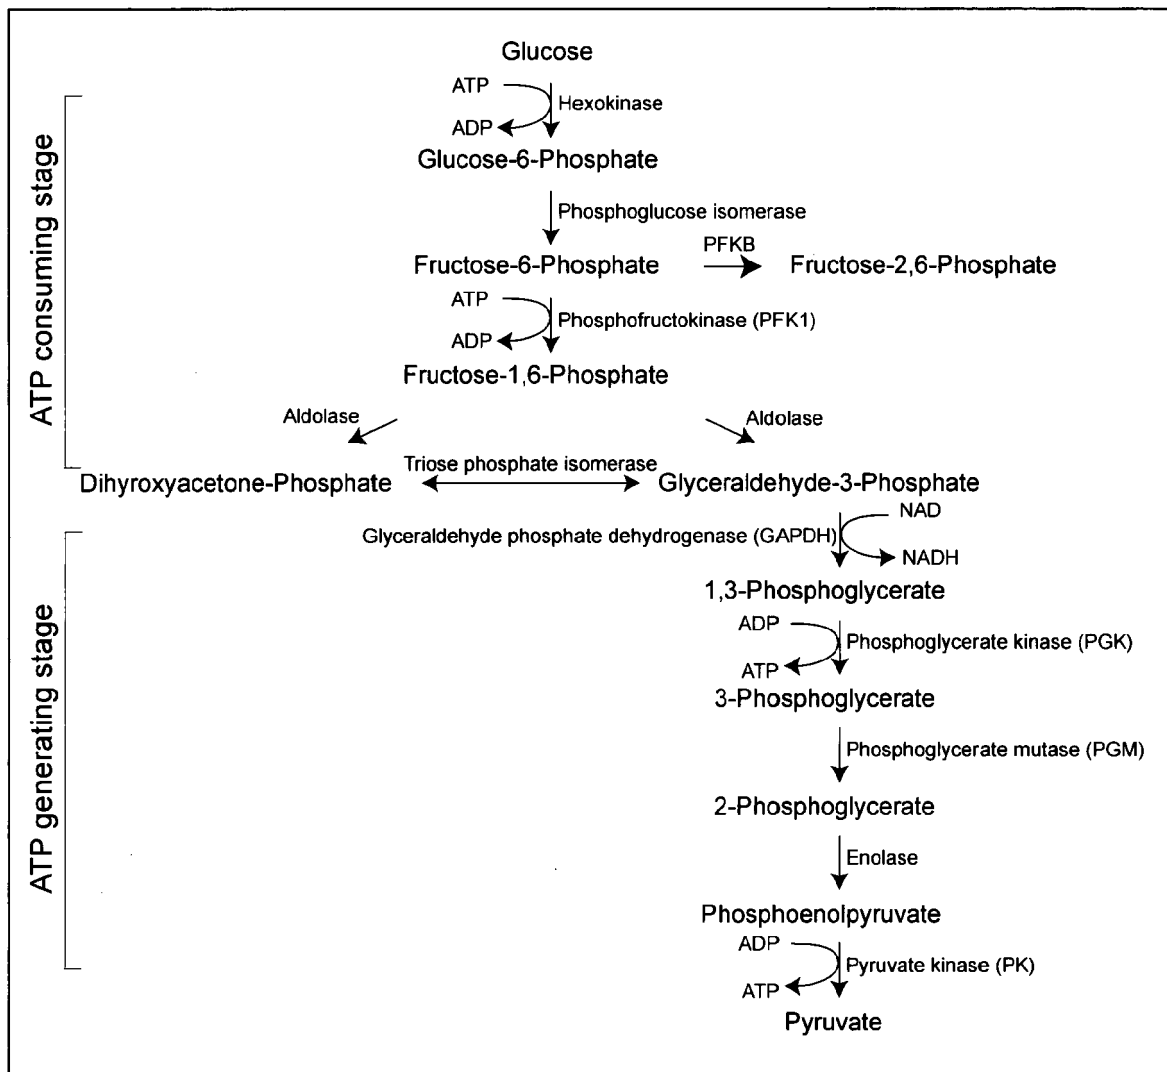 Glucose
ATP
Hexokinase
ADP
Glucose-6-Phosphate
Phosphoglucose isomerase
PFKB
Fructose-6-Phosphate
Fructose-2,6-Phosphate
ATP
Phosphofructokinase (PFK1)
ADP
Fructose-1,6-Phosphate
Aldolase
Aldolase
Triose phosphate isomerase
Dihyroxyacetone-Phosphate
Glyceraldehyde-3-Phosphate
NAD
Glyceraldehyde phosphate dehydrogenase (GAPDH)
NADH
1,3-Phosphoglycerate
ADP
Phosphoglycerate kinase (PGK)
ATP
3-Phosphoglycerate
Phosphoglycerate mutase (PGM)
2-Phosphoglycerate
Enolase
Phosphoenolpyruvate
ADP
Pyruvate kinase (PK)
ATP
Pyruvate
ATP consuming stage
ATP generating stage